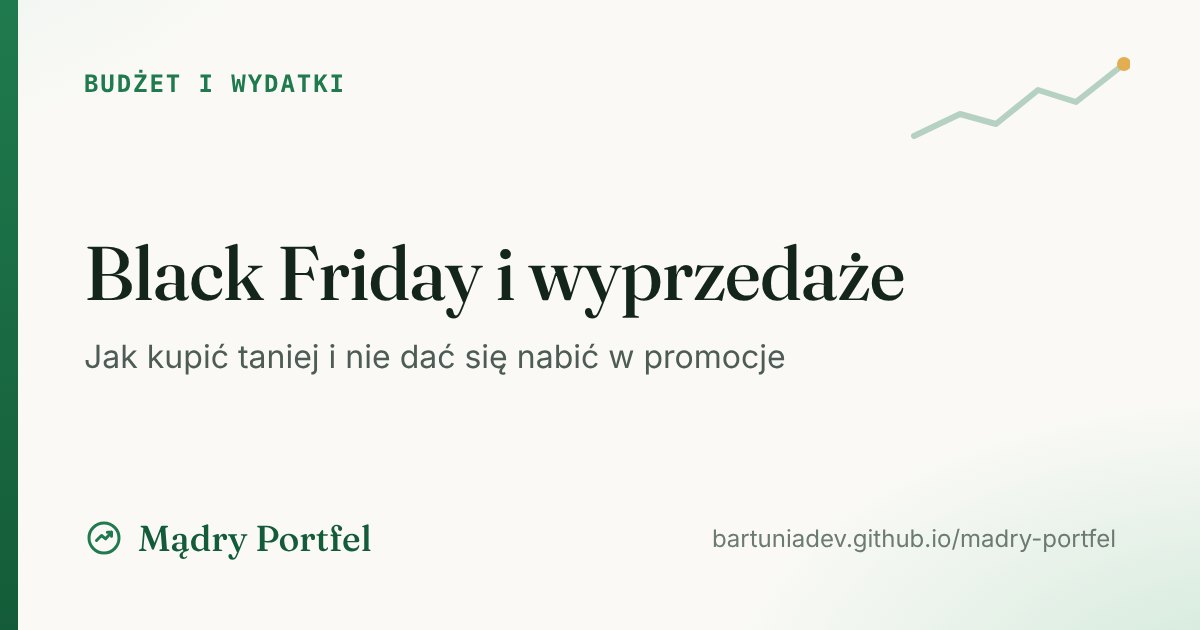 BUDŻET I WYDATKI
Black Friday i wyprzedaże
Jak kupić taniej i nie dać się nabić w promocje
Mądry Portfel
bartuniadev.github.io/madry-portfel